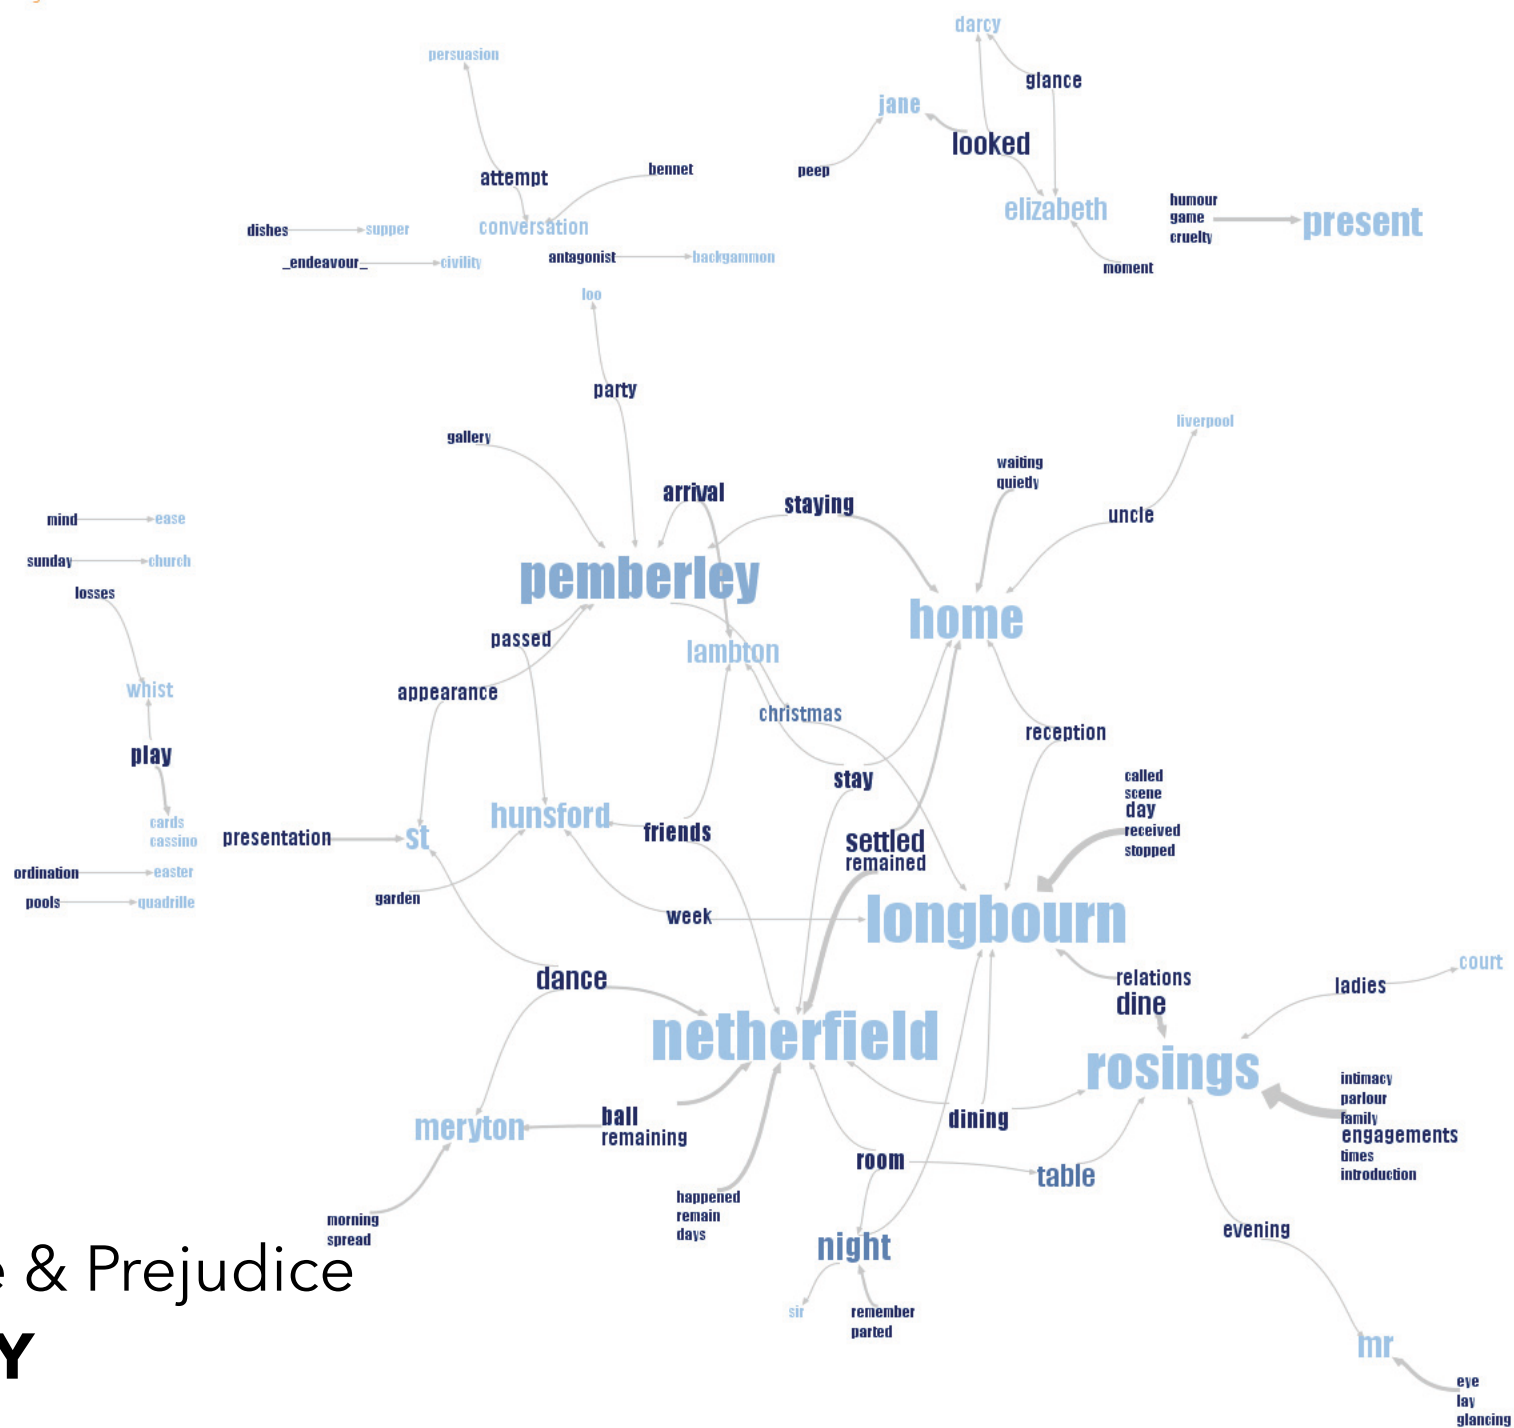 darcy
persuasion
glance
jane
looked
peep
bennet
attempt
elizabeth
humour
game
cruelty
present
conversation
dishes
supper
antagonist
backgammon
_endeavour_
civility
moment
loo
party
liverpool
gallery
waiting
quietly
arrival
staying
uncle
mind
ease
sunday
church
pemberley
losses
home
passed
lambton
whist
appearance
christmas
reception
play
stay
called
scene
day
received
stopped
cards
cassino
hunsford
friends
presentation
st
settled
remained
ordination
easter
garden
pools
quadrille
week
longbourn
court
dance
relations
dine
ladies
netherfield
rosings
intimacy
parlour
family
engagements
times
introduction
meryton
ball
remaining
dining
room
table
happened
remain
days
morning
spread
evening
night
e & Prejudice
sir
remember
parted
Y
mr
eye
lay
glancing